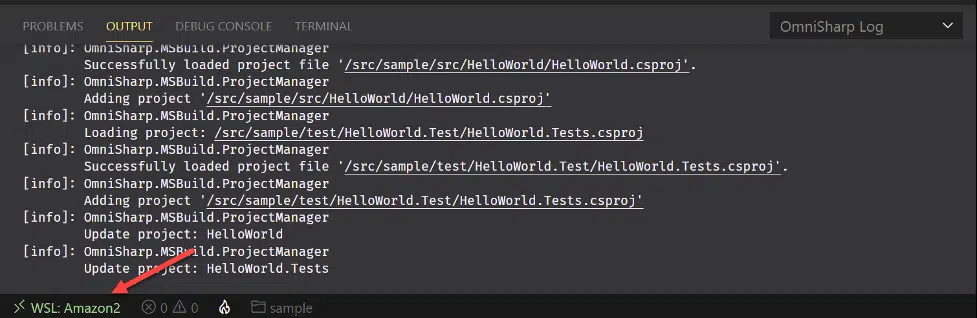 PROBLEMS OUTPUT DEBUG CONSOLE TERMINAL OmniSharp Log
[info]: OmniSharp.MSBuild.ProjectManager
Successfully loaded project file '/src/sample/src/HelloWorld/HelloWorld.csproj'.
[info]: OmniSharp.MSBuild.ProjectManager
Adding project '/src/sample/src/HelloWorld/HelloWorld.csproj'
[info]: OmniSharp.MSBuild.ProjectManager
Loading project: /src/sample/test/HelloWorld.Test/HelloWorld.Tests.csproj
[info]: OmniSharp.MSBuild.ProjectManager
Successfully loaded project file '/src/sample/test/HelloWorld.Test/HelloWorld.Tests.csproj'.
[info]: OmniSharp.MSBuild.ProjectManager
Adding project '/src/sample/test/HelloWorld.Test/HelloWorld.Tests.csproj'
[info]: OmniSharp.MSBuild.ProjectManager
Update project: HelloWorld
[info]: OmniSharp.MSBuild.ProjectManager
Update project: HelloWorld.Tests
WSL: Amazon2 0 0 sample